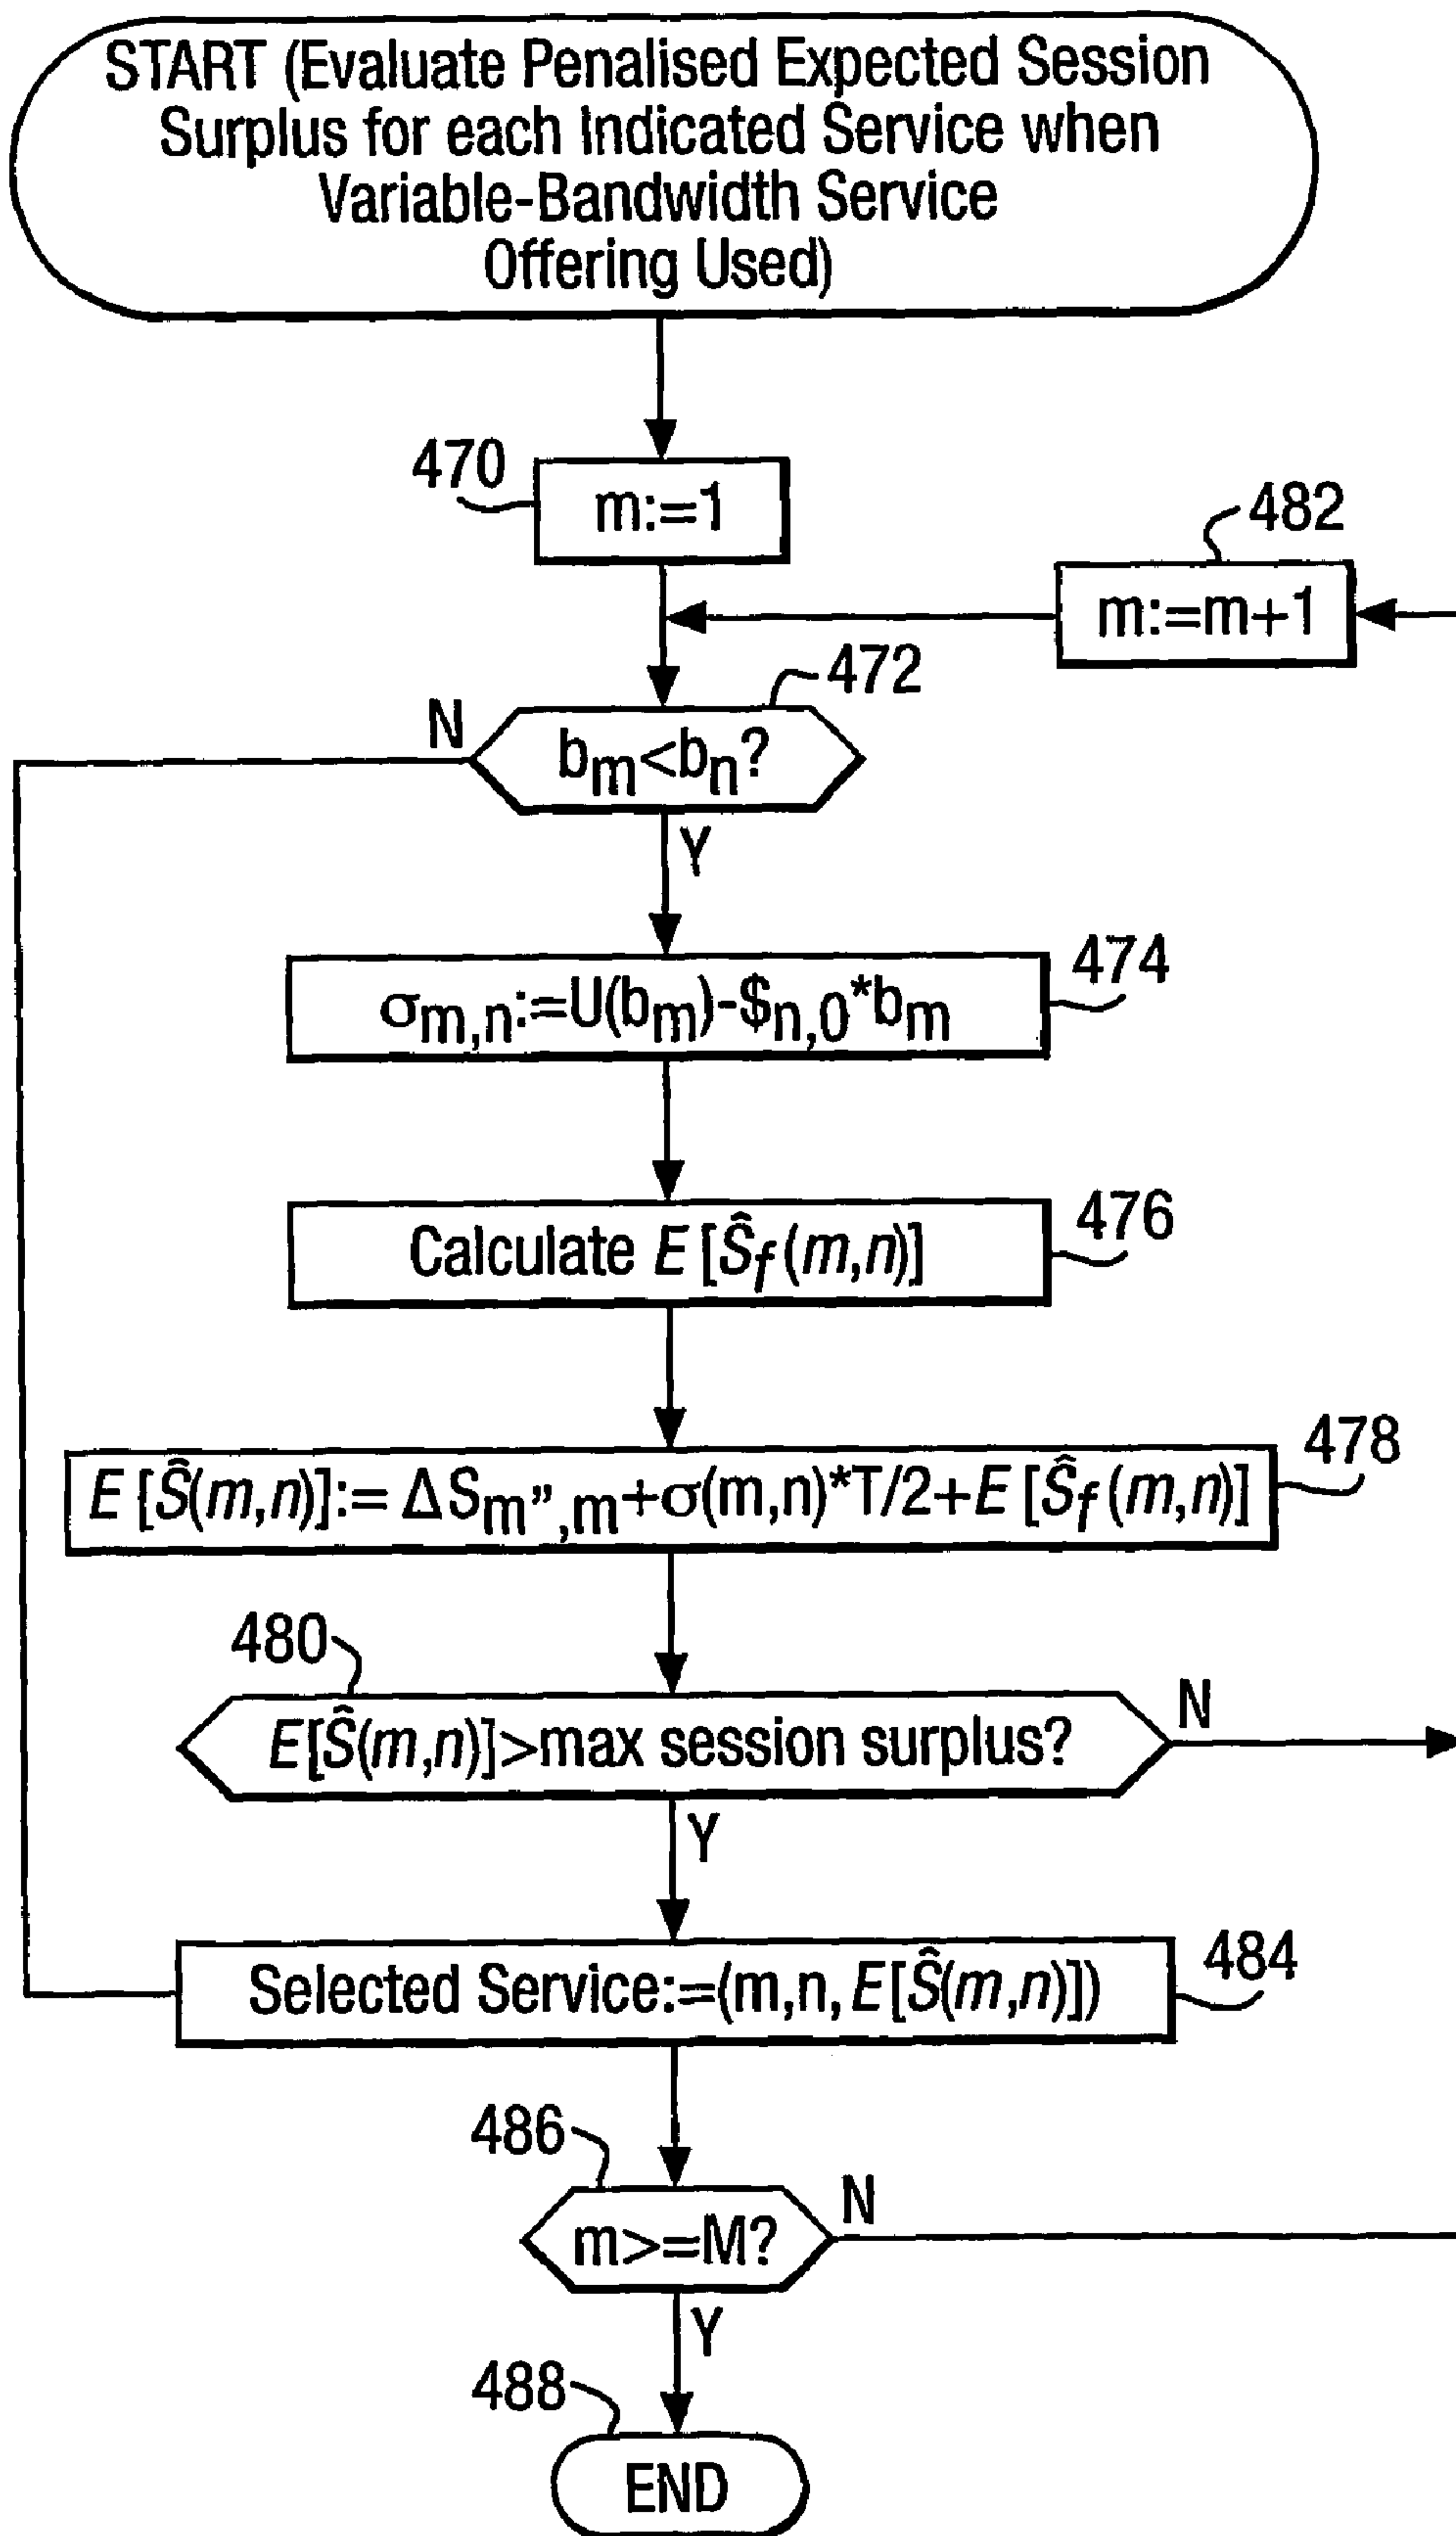 START (Evaluate Penalised Expected Session
Surplus for each Indicated Service when
Variable-Bandwidth Service
Offering Used)
470
m:=1
482
m:=m+1
472
N
bm<bn?
Y
474
σm,n:=U(bm)-$n,0*bm
476
Calculate E [Ŝf (m,n)]
478
E [Ŝ(m,n)]:= ΔSm”,m+σ(m,n)*T/2+E [Ŝf (m,n)]
480
E[Ŝ(m,n)]>max session surplus?
N
Y
484
Selected Service:=(m,n, E[Ŝ(m,n)])
486
m>=M?
N
Y
488
END